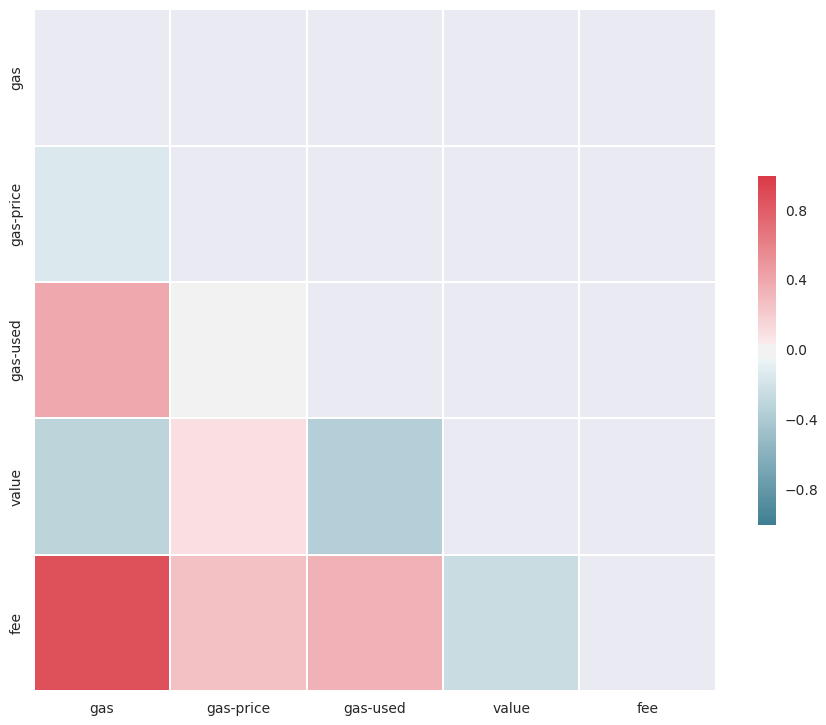 gas
gas-price
gas-used
value
fee
gas gas-price gas-used value fee
0.8
0.4
0.0
−0.4
−0.8